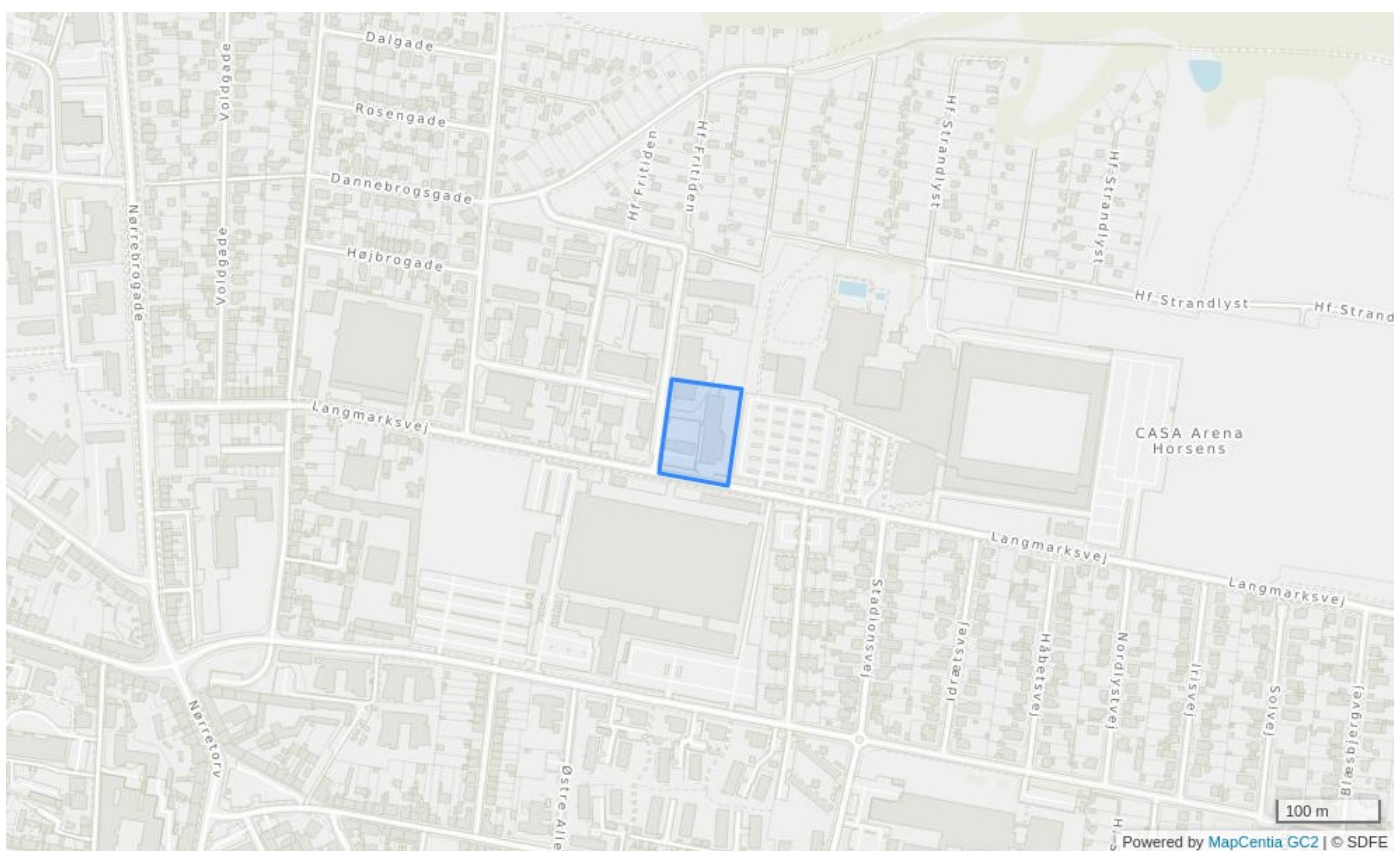 Dalgade
Voldgade
Rosengade
Hf Fritiden
Hf Fritiden
Hf Strandlyst
Hf Strandlyst
Dannebrogsgade
Nørrebrogade
Voldgade
Højbrogade
Hf Strandlyst
Hf Strand
Langmarksvej
CASA Arena
Horsens
Langmarksvej
Langmarksvej
Stadionsvej
Idrætsvej
Håbetsvej
Nordlystvej
Irisvej
Solvej
Blæsbjergvej
Nørretorv
Østre Alle
100 m
Powered by MapCentia GC2 | © SDFE